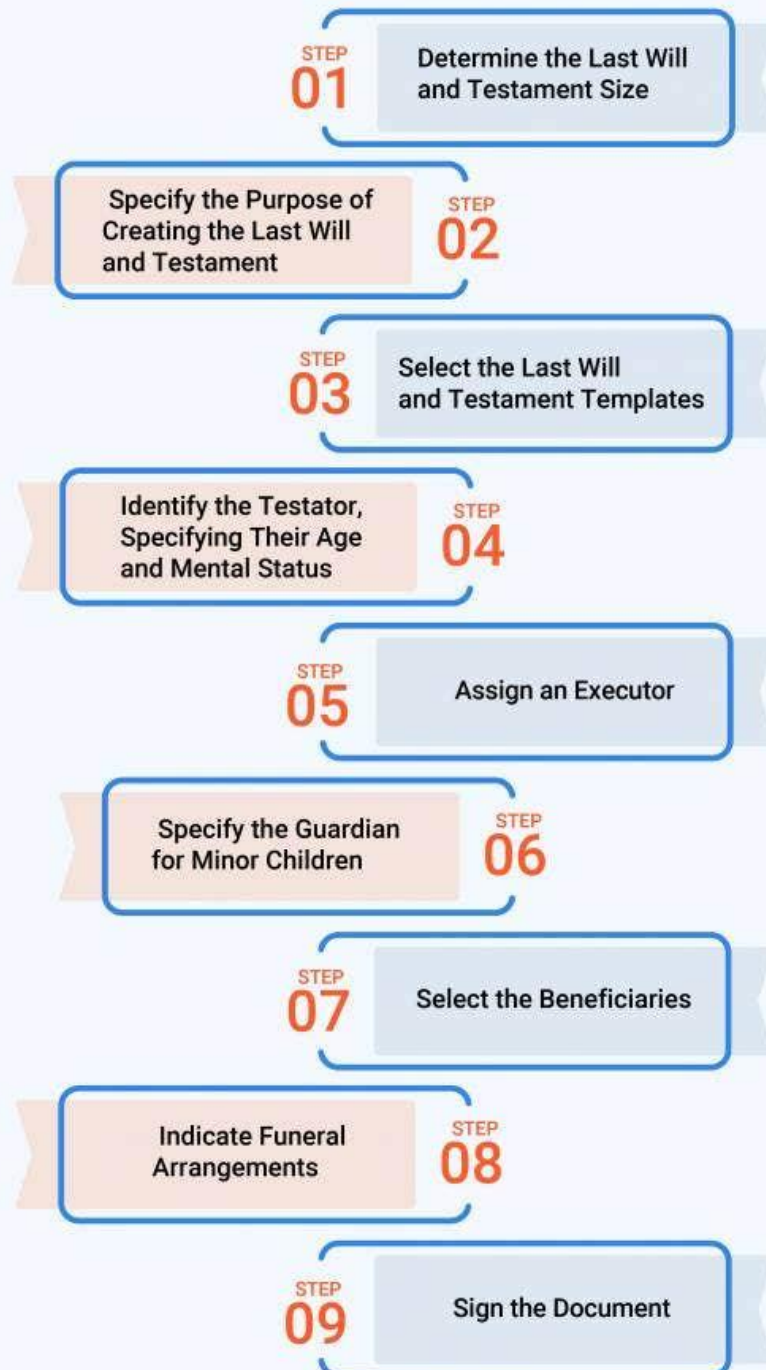 STEP
01
Determine the Last Will
and Testament Size
Specify the Purpose of
Creating the Last Will
and Testament
STEP
02
STEP
03
Select the Last Will
and Testament Templates
Identify the Testator,
Specifying Their Age
and Mental Status
STEP
04
STEP
05
Assign an Executor
Specify the Guardian
for Minor Children
STEP
06
STEP
07
Select the Beneficiaries
Indicate Funeral
Arrangements
STEP
08
STEP
09
Sign the Document